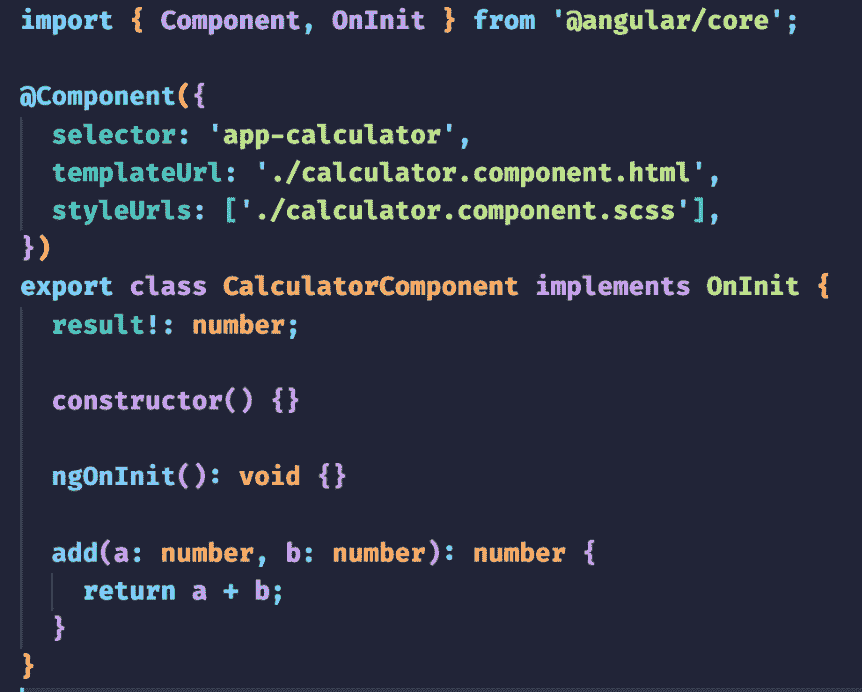 import { Component, OnInit } from '@angular/core';
@Component({
selector: 'app-calculator',
templateUrl: './calculator.component.html',
styleUrls: ['./calculator.component.scss'],
})
export class CalculatorComponent implements OnInit {
result!: number;
constructor() {}
ngOnInit(): void {}
add(a: number, b: number): number {
return a + b;
}
}